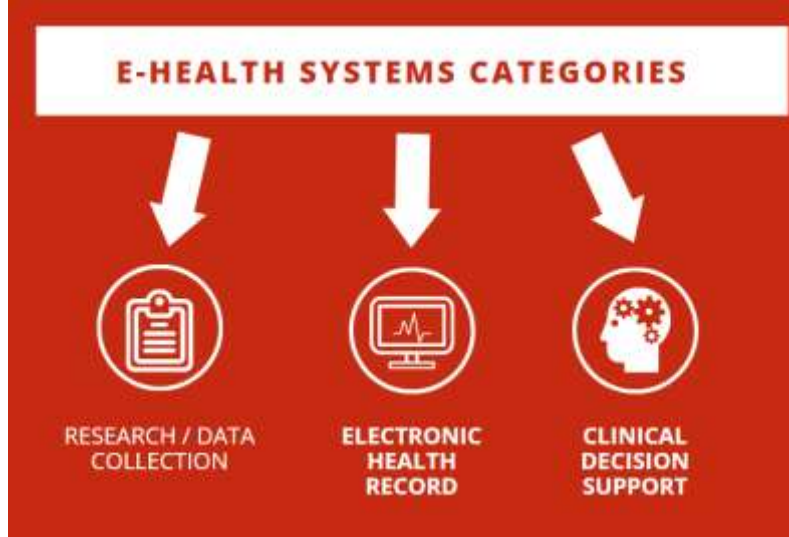 E-HEALTH SYSTEMS CATEGORIES
RESEARCH / DATA
COLLECTION
ELECTRONIC
HEALTH
RECORD
CLINICAL
DECISION
SUPPORT